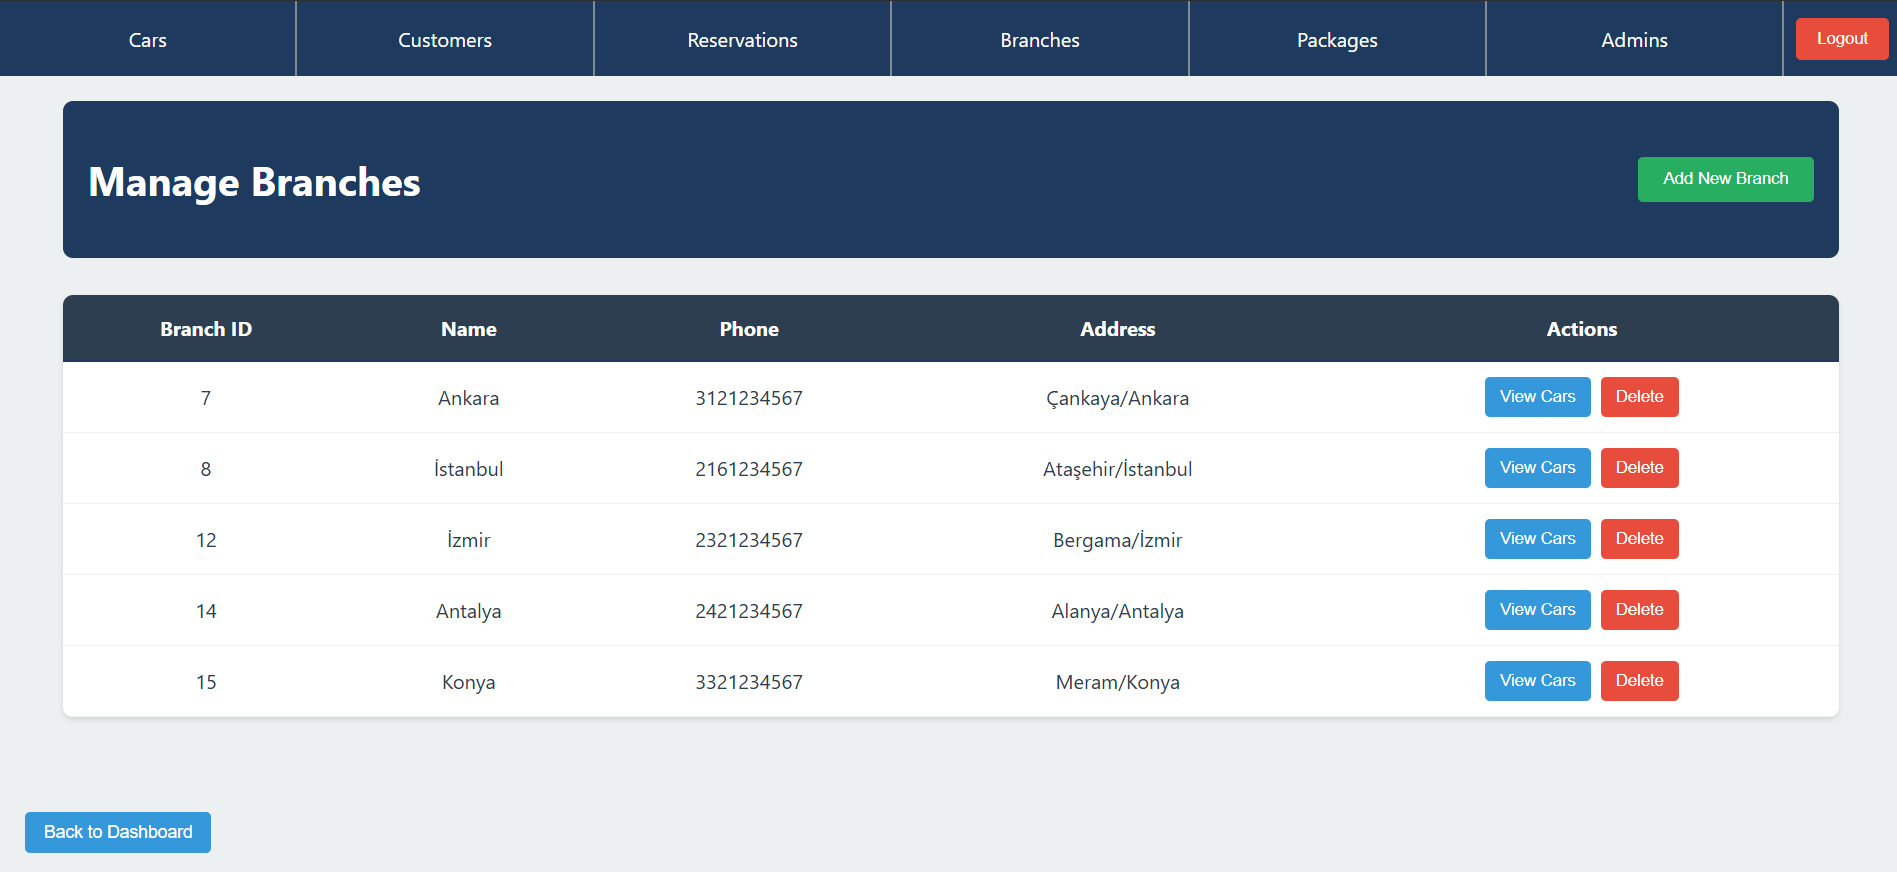 Cars Customers Reservations Branches Packages Admins Logout
Manage Branches Add New Branch
Branch ID Name Phone Address Actions
7 Ankara 3121234567 Çankaya/Ankara View Cars Delete
8 İstanbul 2161234567 Ataşehir/İstanbul View Cars Delete
12 İzmir 2321234567 Bergama/İzmir View Cars Delete
14 Antalya 2421234567 Alanya/Antalya View Cars Delete
15 Konya 3321234567 Meram/Konya View Cars Delete
Back to Dashboard